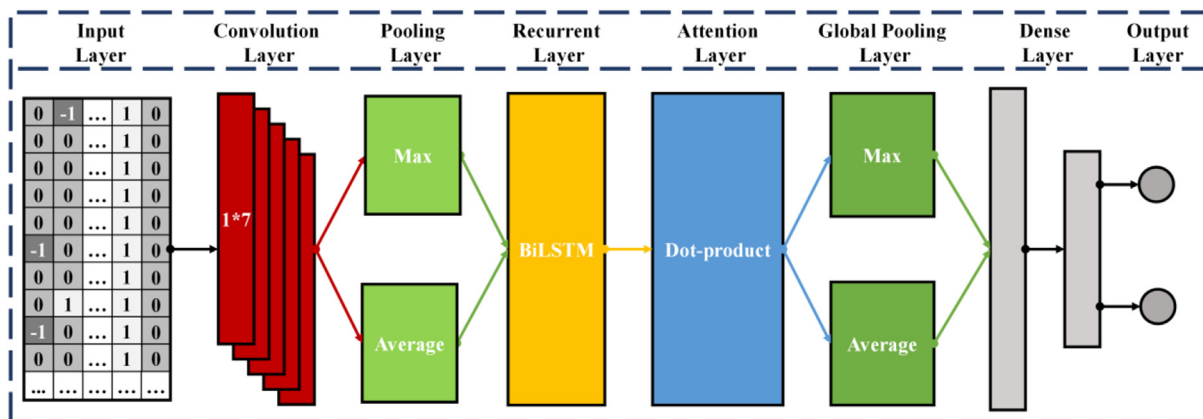 Input Layer
Convolution Layer
Pooling Layer
Recurrent Layer
Attention Layer
Global Pooling Layer
Dense Layer
Output Layer
0 -1 … 1 0
0 0 … 1 0
0 0 … 1 0
0 0 … 1 0
0 0 … 1 0
-1 0 … 1 0
0 0 … 1 0
0 1 … 1 0
-1 0 … 1 0
0 0 … 1 0
... … … … …
1*7
Max
Average
BiLSTM
Dot-product
Max
Average